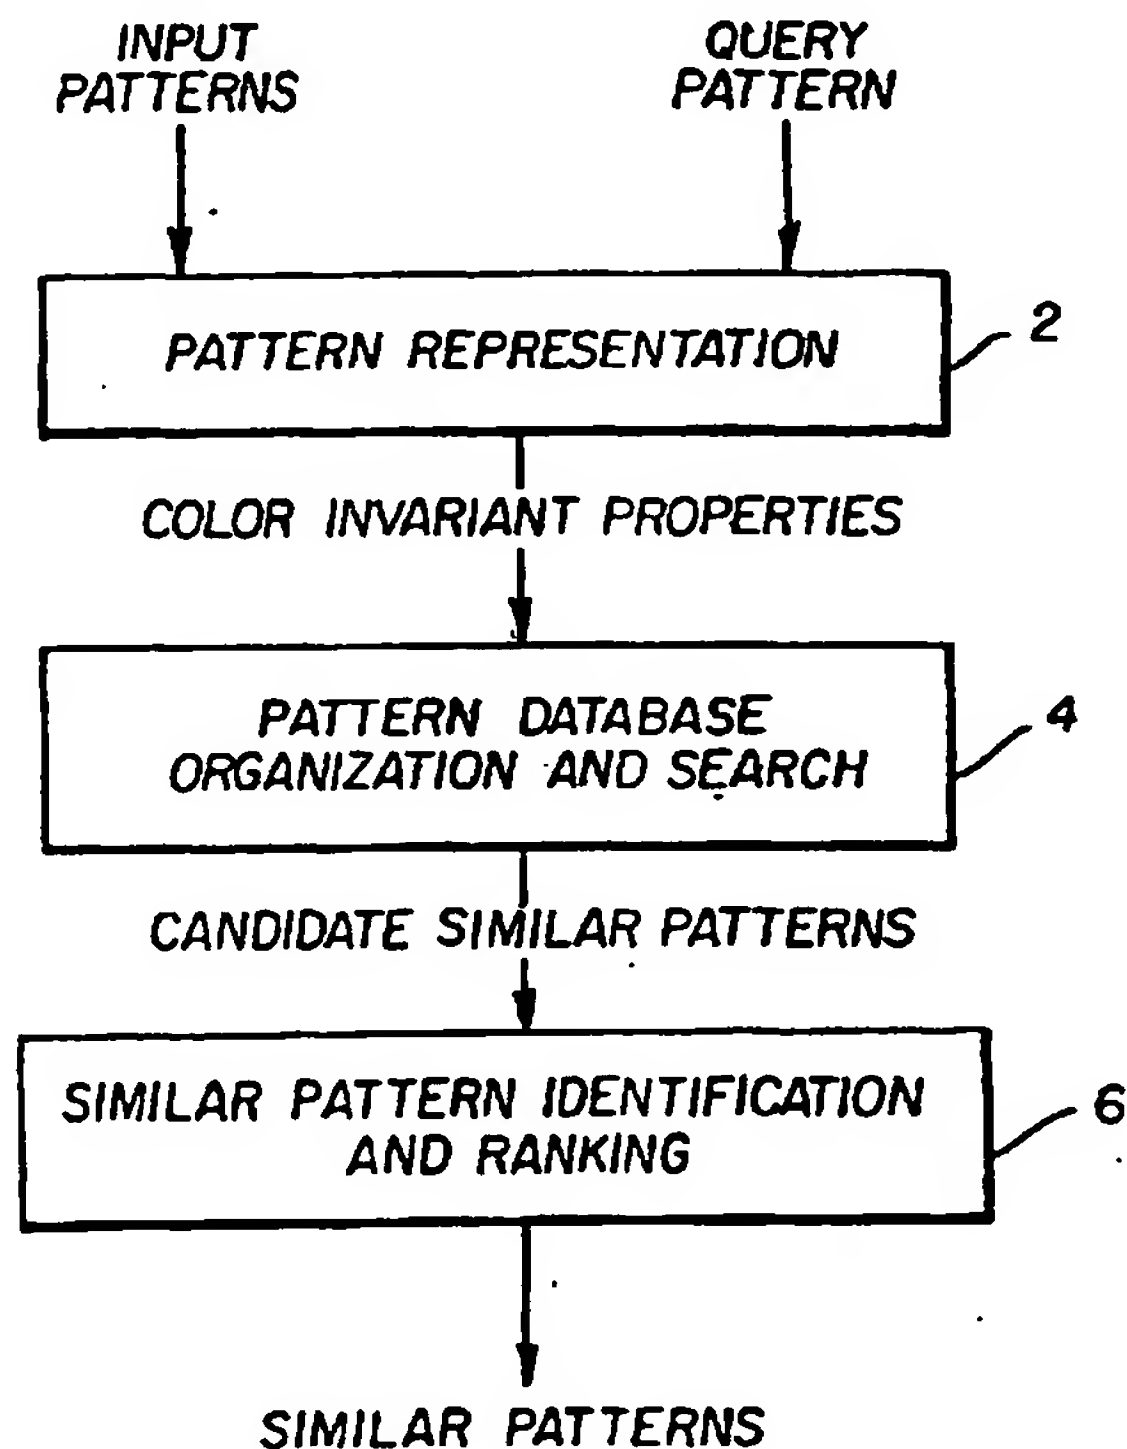 INPUT
PATTERNS
QUERY
PATTERN
PATTERN REPRESENTATION
2
COLOR INVARIANT PROPERTIES
PATTERN DATABASE
ORGANIZATION AND SEARCH
4
CANDIDATE SIMILAR PATTERNS
SIMILAR PATTERN IDENTIFICATION
AND RANKING
6
SIMILAR PATTERNS